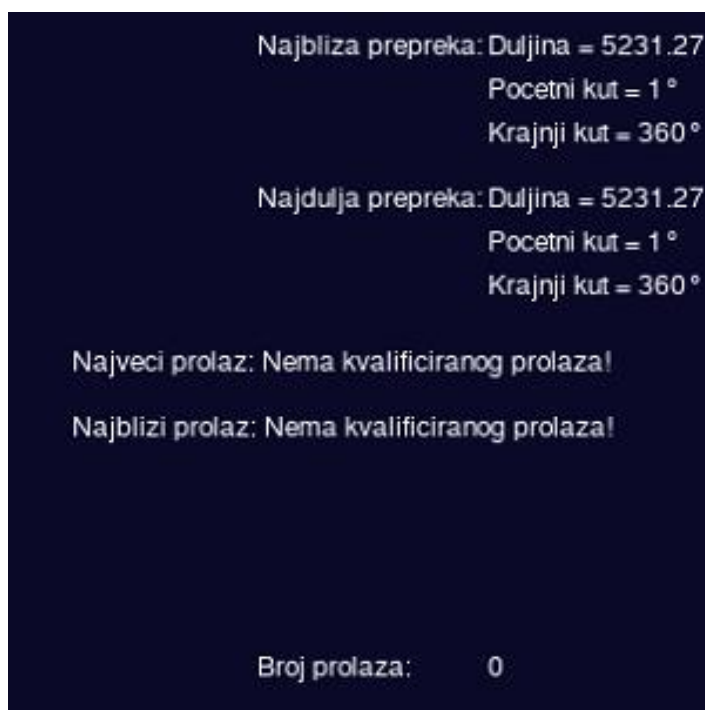 Najbliza prepreka: Duljina = 5231.27
Pocetni kut = 1°
Krajnji kut = 360°
Najdulja prepreka: Duljina = 5231.27
Pocetni kut = 1°
Krajnji kut = 360°
Najveci prolaz: Nema kvalificiranog prolaza!
Najblizi prolaz: Nema kvalificiranog prolaza!
Broj prolaza: 0